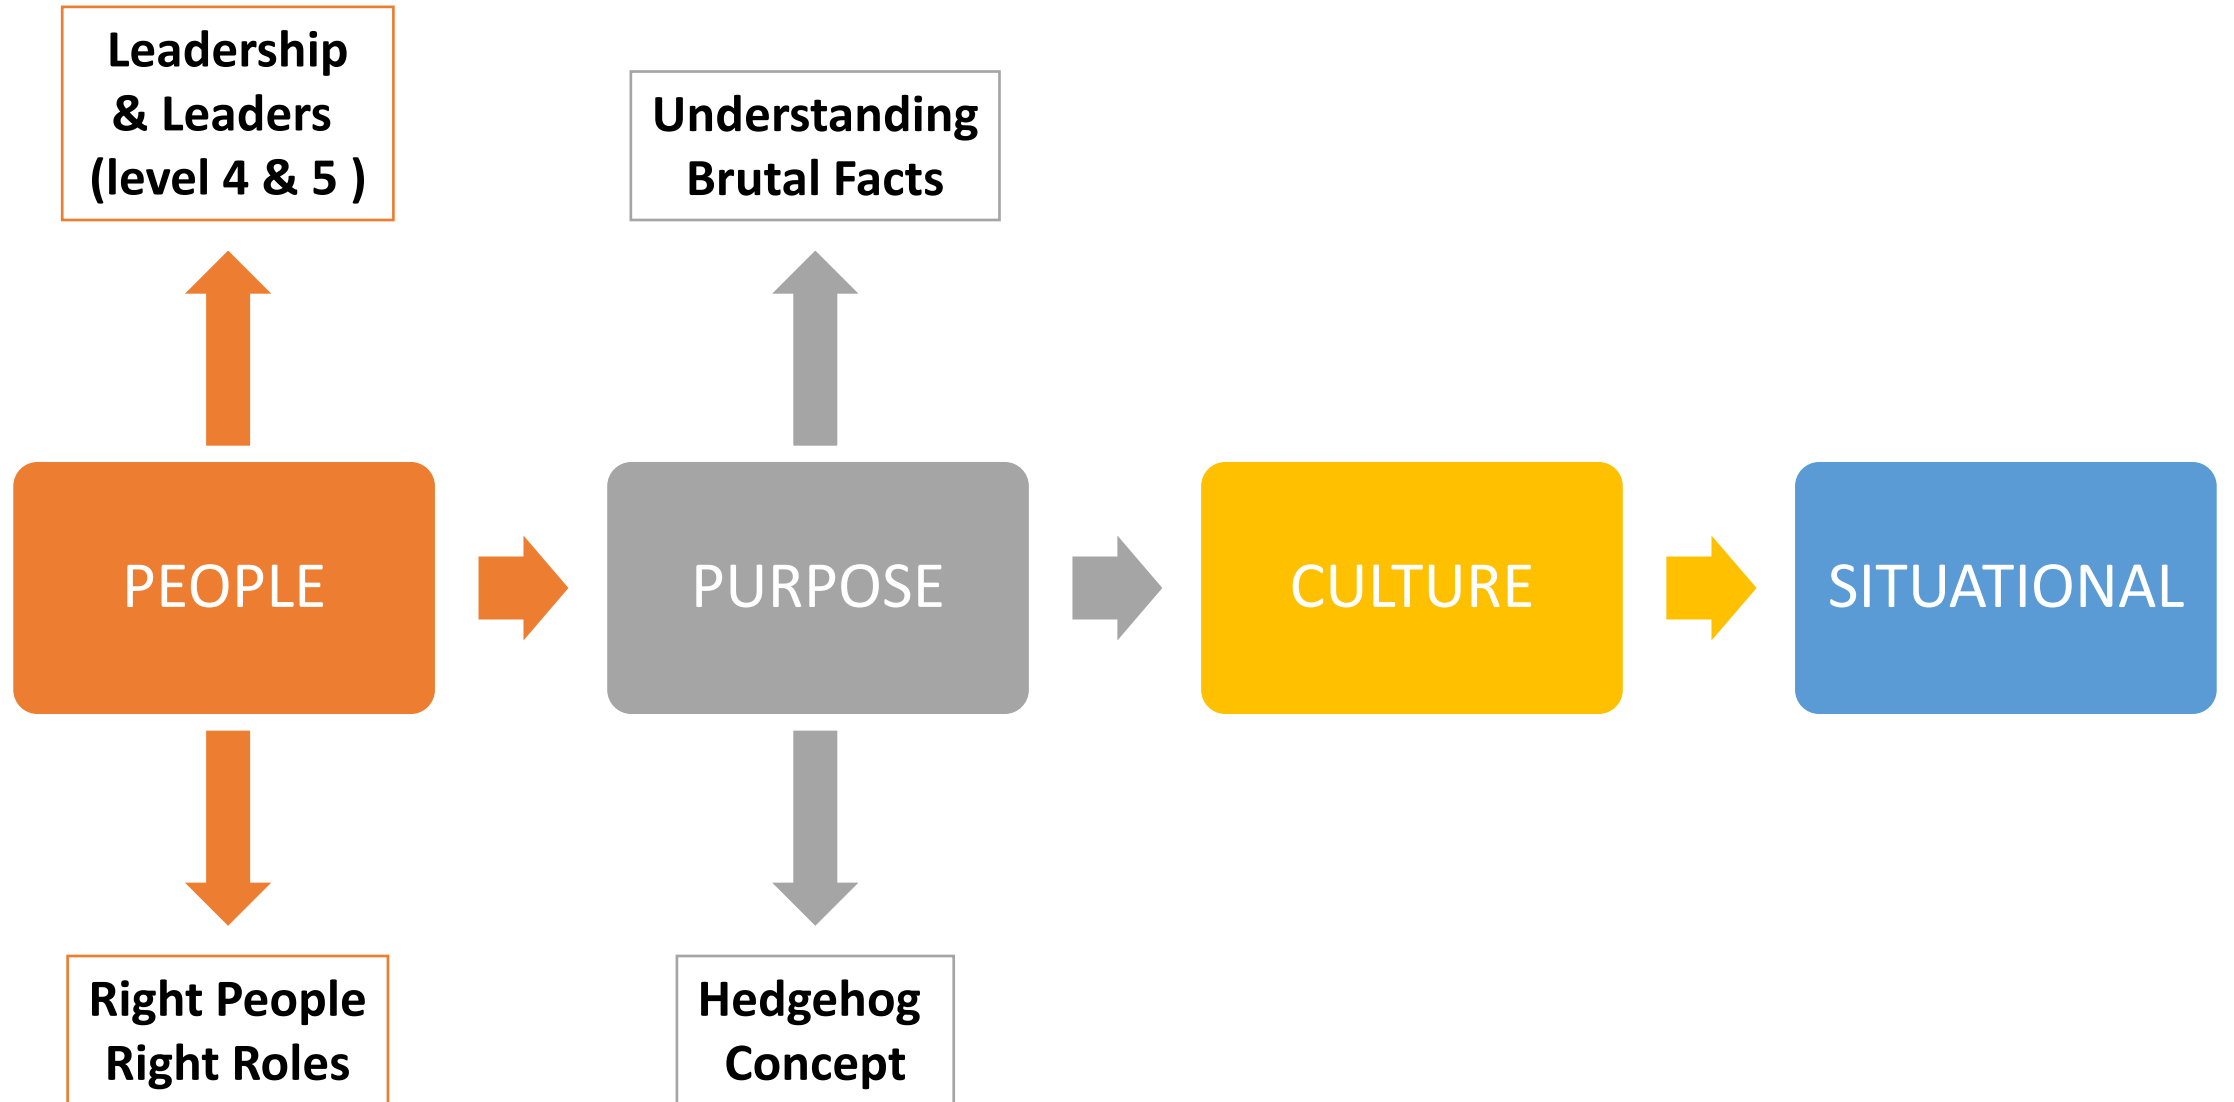 Leadership
& Leaders
(level 4 & 5 )
Understanding
Brutal Facts
PEOPLE
PURPOSE
CULTURE
SITUATIONAL
Right People
Right Roles
Hedgehog
Concept